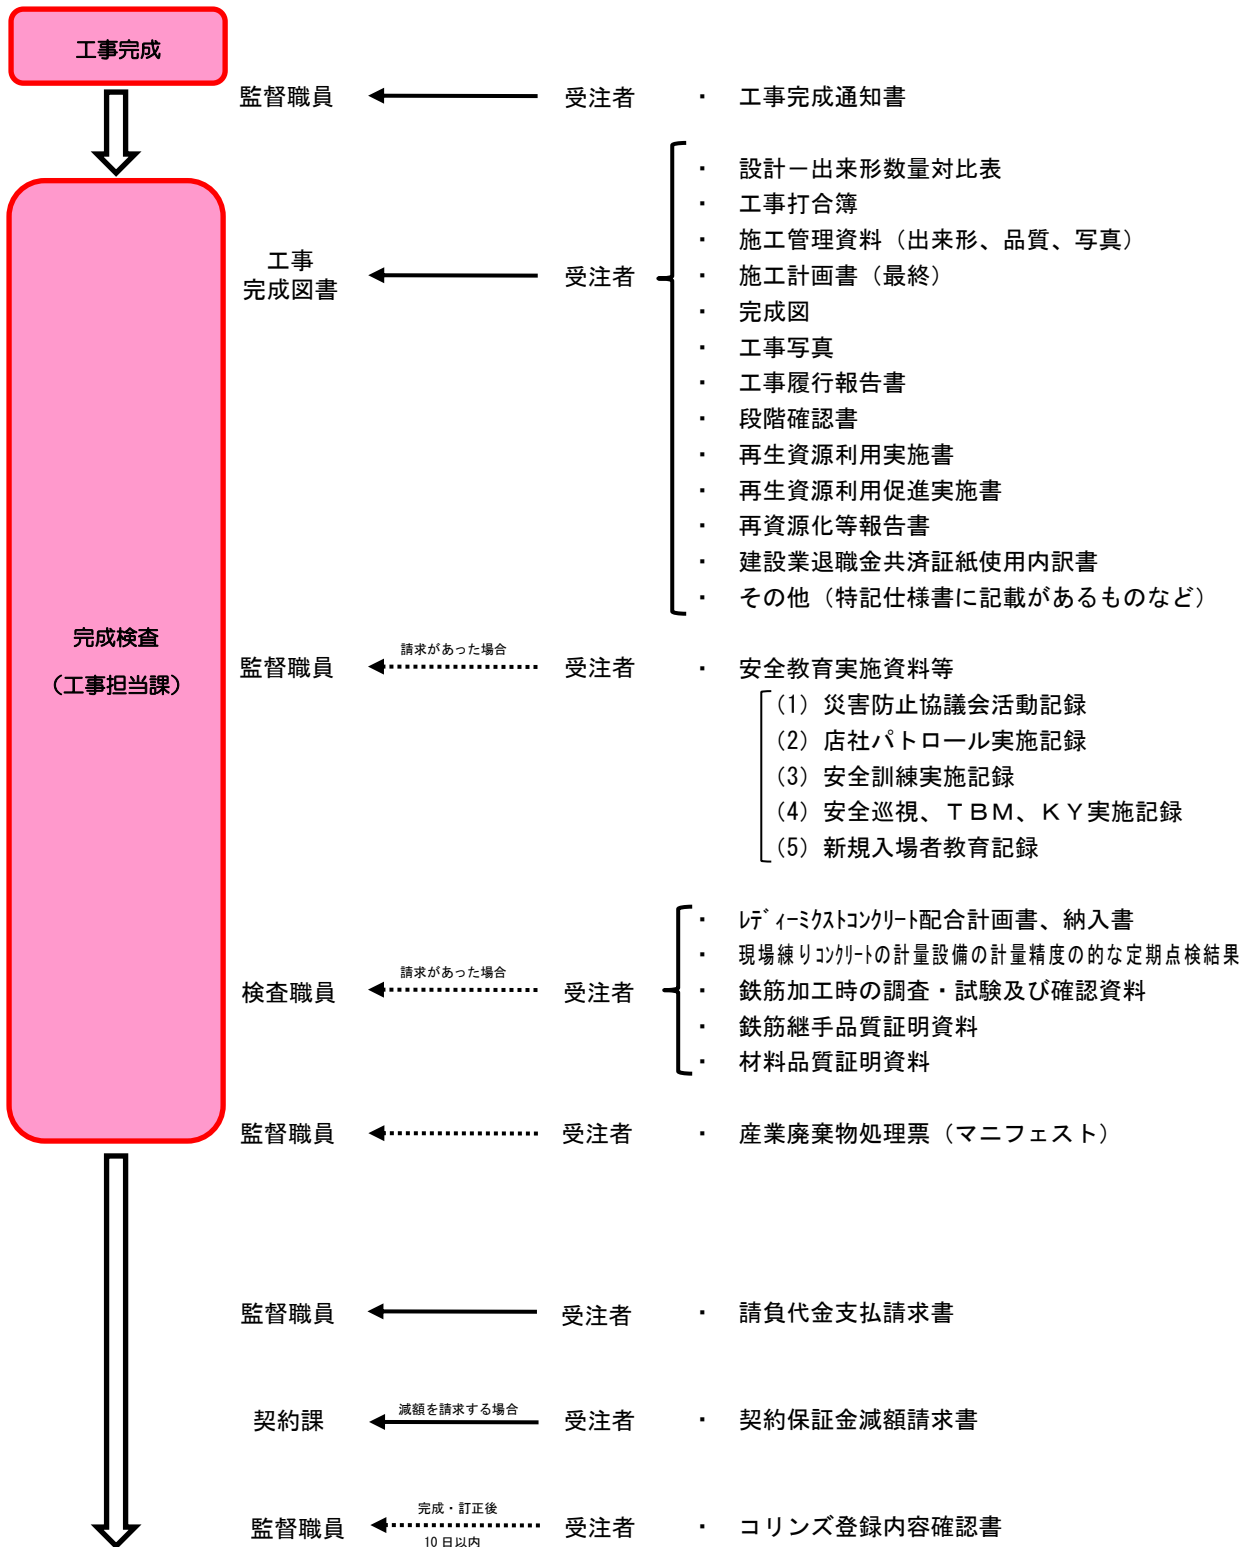 工事完成
監督職員 受注者 ・ 工事完成通知書
・ 設計－出来形数量対比表
・ 工事打合簿
・ 施工管理資料（出来形、品質、写真）
工事
完成図書 受注者 ・ 施工計画書（最終）
・ 完成図
・ 工事写真
・ 工事履行報告書
・ 段階確認書
・ 再生資源利用実施書
・ 再生資源利用促進実施書
・ 再資源化等報告書
・ 建設業退職金共済証紙使用内訳書
・ その他（特記仕様書に記載があるものなど）
完成検査
（工事担当課）
監督職員 請求があった場合 受注者 ・ 安全教育実施資料等
（1）災害防止協議会活動記録
（2）店社パトロール実施記録
（3）安全訓練実施記録
（4）安全巡視、ＴＢＭ、ＫＹ実施記録
（5）新規入場者教育記録
・ ﾚﾃﾞｨｰﾐｸｽﾄｺﾝｸﾘｰﾄ配合計画書、納入書
・ 現場練りｺﾝｸﾘｰﾄの計量設備の計量精度の的な定期点検結果
検査職員 請求があった場合 受注者 ・ 鉄筋加工時の調査・試験及び確認資料
・ 鉄筋継手品質証明資料
・ 材料品質証明資料
監督職員 受注者 ・ 産業廃棄物処理票（マニフェスト）
監督職員 受注者 ・ 請負代金支払請求書
契約課 減額を請求する場合 受注者 ・ 契約保証金減額請求書
監督職員 完成・訂正後 受注者 ・ コリンズ登録内容確認書
10日以内